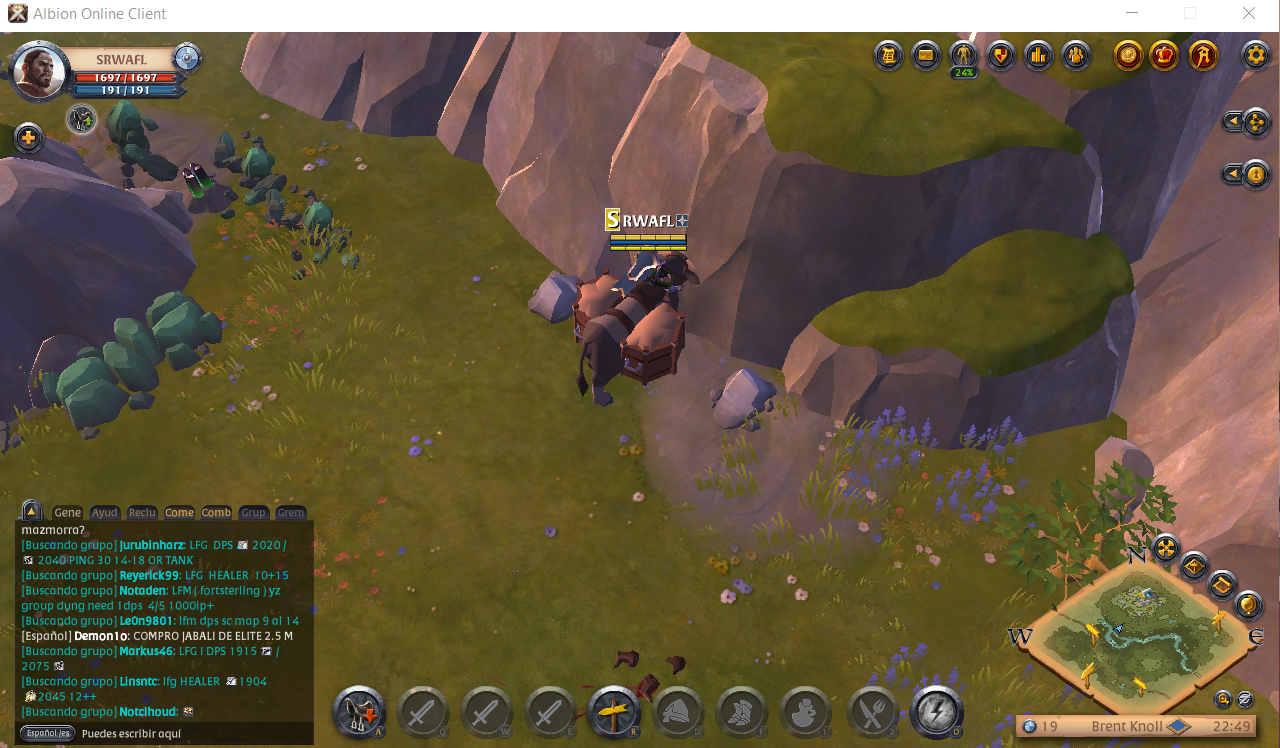 Albion Online Client
SRWAFL
1697 / 1697
191 / 191
24%
SRWAFL
Gene Ayud Reclu Come Comb Grup Grem
mazmorra?
[Buscando grupo] Jurubinharz: LFG DPS 2020 /
2040 PING 30 14-18 OR TANK
[Buscando grupo] Reyerick99: LFG HEALER 10+15
[Buscando grupo] Notaden: LFM ( fortsterling ) yz
group dung need 1dps 4/5 1000ip+
[Buscando grupo] Le0n9801: lfm dps sc map 9 al 14
[Español] Demon1o: COMPRO JABALI DE ELITE 2.5 M
[Buscando grupo] Markus46: LFG I DPS 1915 /
2075
[Buscando grupo] Linsntc: lfg HEALER 1904
2045 12++
[Buscando grupo] Notclhoud:
Español /es Puedes escribir aquí
A Q W E R D F 1 2 O
N
W E
19 Brent Knoll 22:49